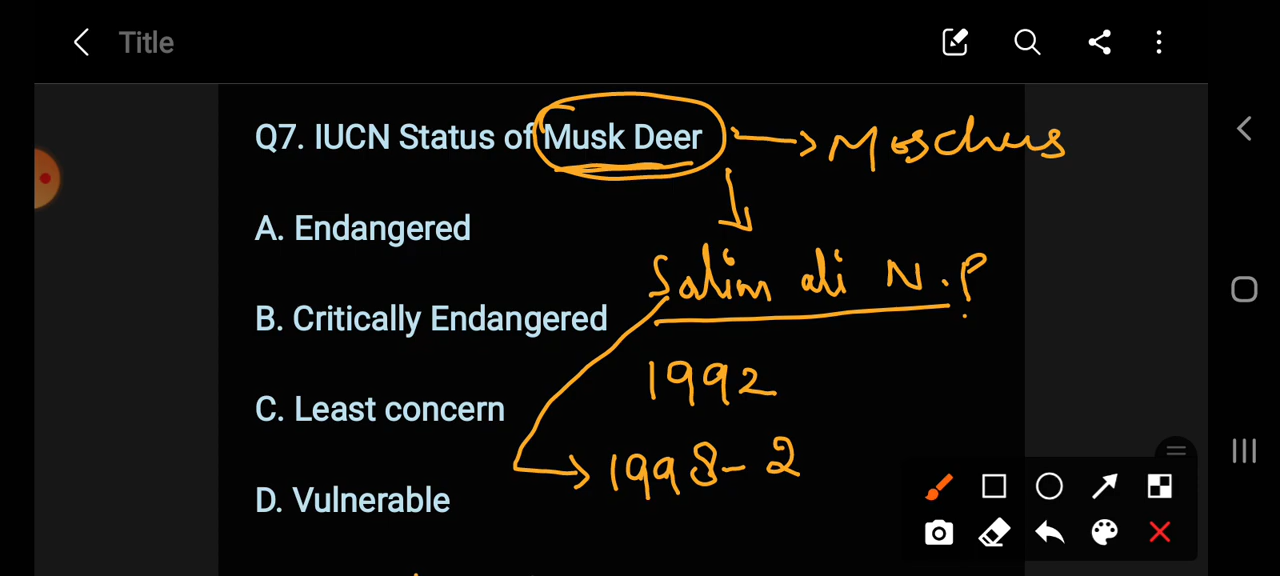 Title
Q7. IUCN Status of Musk Deer → Moschus
A. Endangered
Salim ali N.P
B. Critically Endangered
1992
C. Least concern
1998-2
D. Vulnerable